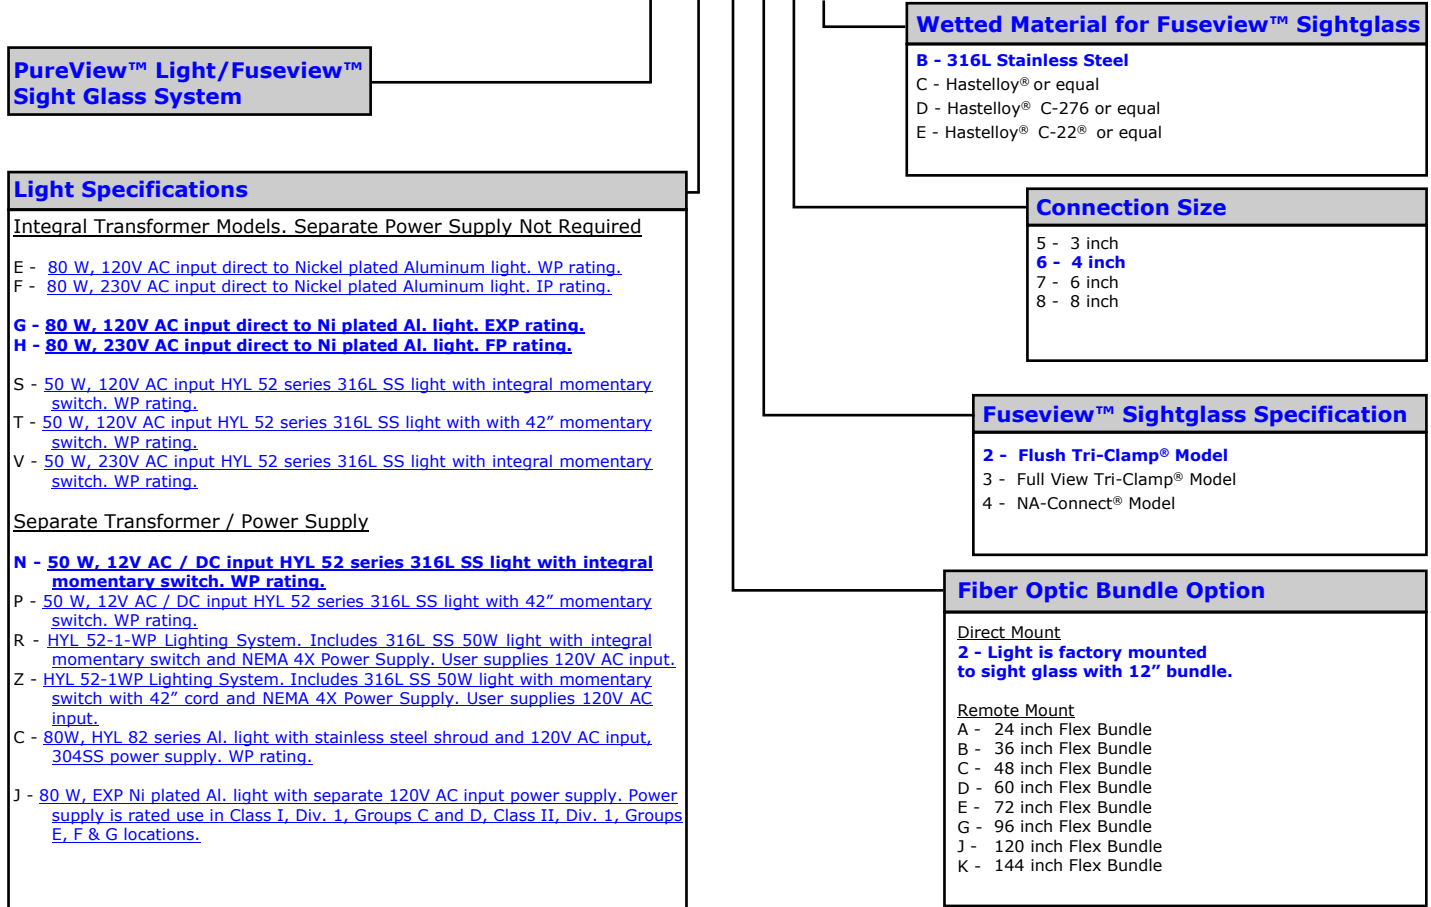 PureView™ Light/Fuseview™
Sight Glass System
Light Specifications
Integral Transformer Models. Separate Power Supply Not Required
E - 80 W, 120V AC input direct to Nickel plated Aluminum light. WP rating.
F - 80 W, 230V AC input direct to Nickel plated Aluminum light. IP rating.
G - 80 W, 120V AC input direct to Ni plated Al. light. EXP rating.
H - 80 W, 230V AC input direct to Ni plated Al. light. FP rating.
S - 50 W, 120V AC input HYL 52 series 316L SS light with integral momentary
switch. WP rating.
T - 50 W, 120V AC input HYL 52 series 316L SS light with with 42” momentary
switch. WP rating.
V - 50 W, 230V AC input HYL 52 series 316L SS light with integral momentary
switch. WP rating.
Separate Transformer / Power Supply
N - 50 W, 12V AC / DC input HYL 52 series 316L SS light with integral
momentary switch. WP rating.
P - 50 W, 12V AC / DC input HYL 52 series 316L SS light with 42” momentary
switch. WP rating.
R - HYL 52-1-WP Lighting System. Includes 316L SS 50W light with integral
momentary switch and NEMA 4X Power Supply. User supplies 120V AC input.
Z - HYL 52-1WP Lighting System. Includes 316L SS 50W light with momentary
switch with 42” cord and NEMA 4X Power Supply. User supplies 120V AC
input.
C - 80W, HYL 82 series Al. light with stainless steel shroud and 120V AC input,
304SS power supply. WP rating.
J - 80 W, EXP Ni plated Al. light with separate 120V AC input power supply. Power
supply is rated use in Class I, Div. 1, Groups C and D, Class II, Div. 1, Groups
E, F & G locations.
Wetted Material for Fuseview™ Sightglass
B - 316L Stainless Steel
C - Hastelloy® or equal
D - Hastelloy® C-276 or equal
E - Hastelloy® C-22® or equal
Connection Size
5 - 3 inch
6 - 4 inch
7 - 6 inch
8 - 8 inch
Fuseview™ Sightglass Specification
2 - Flush Tri-Clamp® Model
3 - Full View Tri-Clamp® Model
4 - NA-Connect® Model
Fiber Optic Bundle Option
Direct Mount
2 - Light is factory mounted
to sight glass with 12” bundle.
Remote Mount
A - 24 inch Flex Bundle
B - 36 inch Flex Bundle
C - 48 inch Flex Bundle
D - 60 inch Flex Bundle
E - 72 inch Flex Bundle
G - 96 inch Flex Bundle
J - 120 inch Flex Bundle
K - 144 inch Flex Bundle